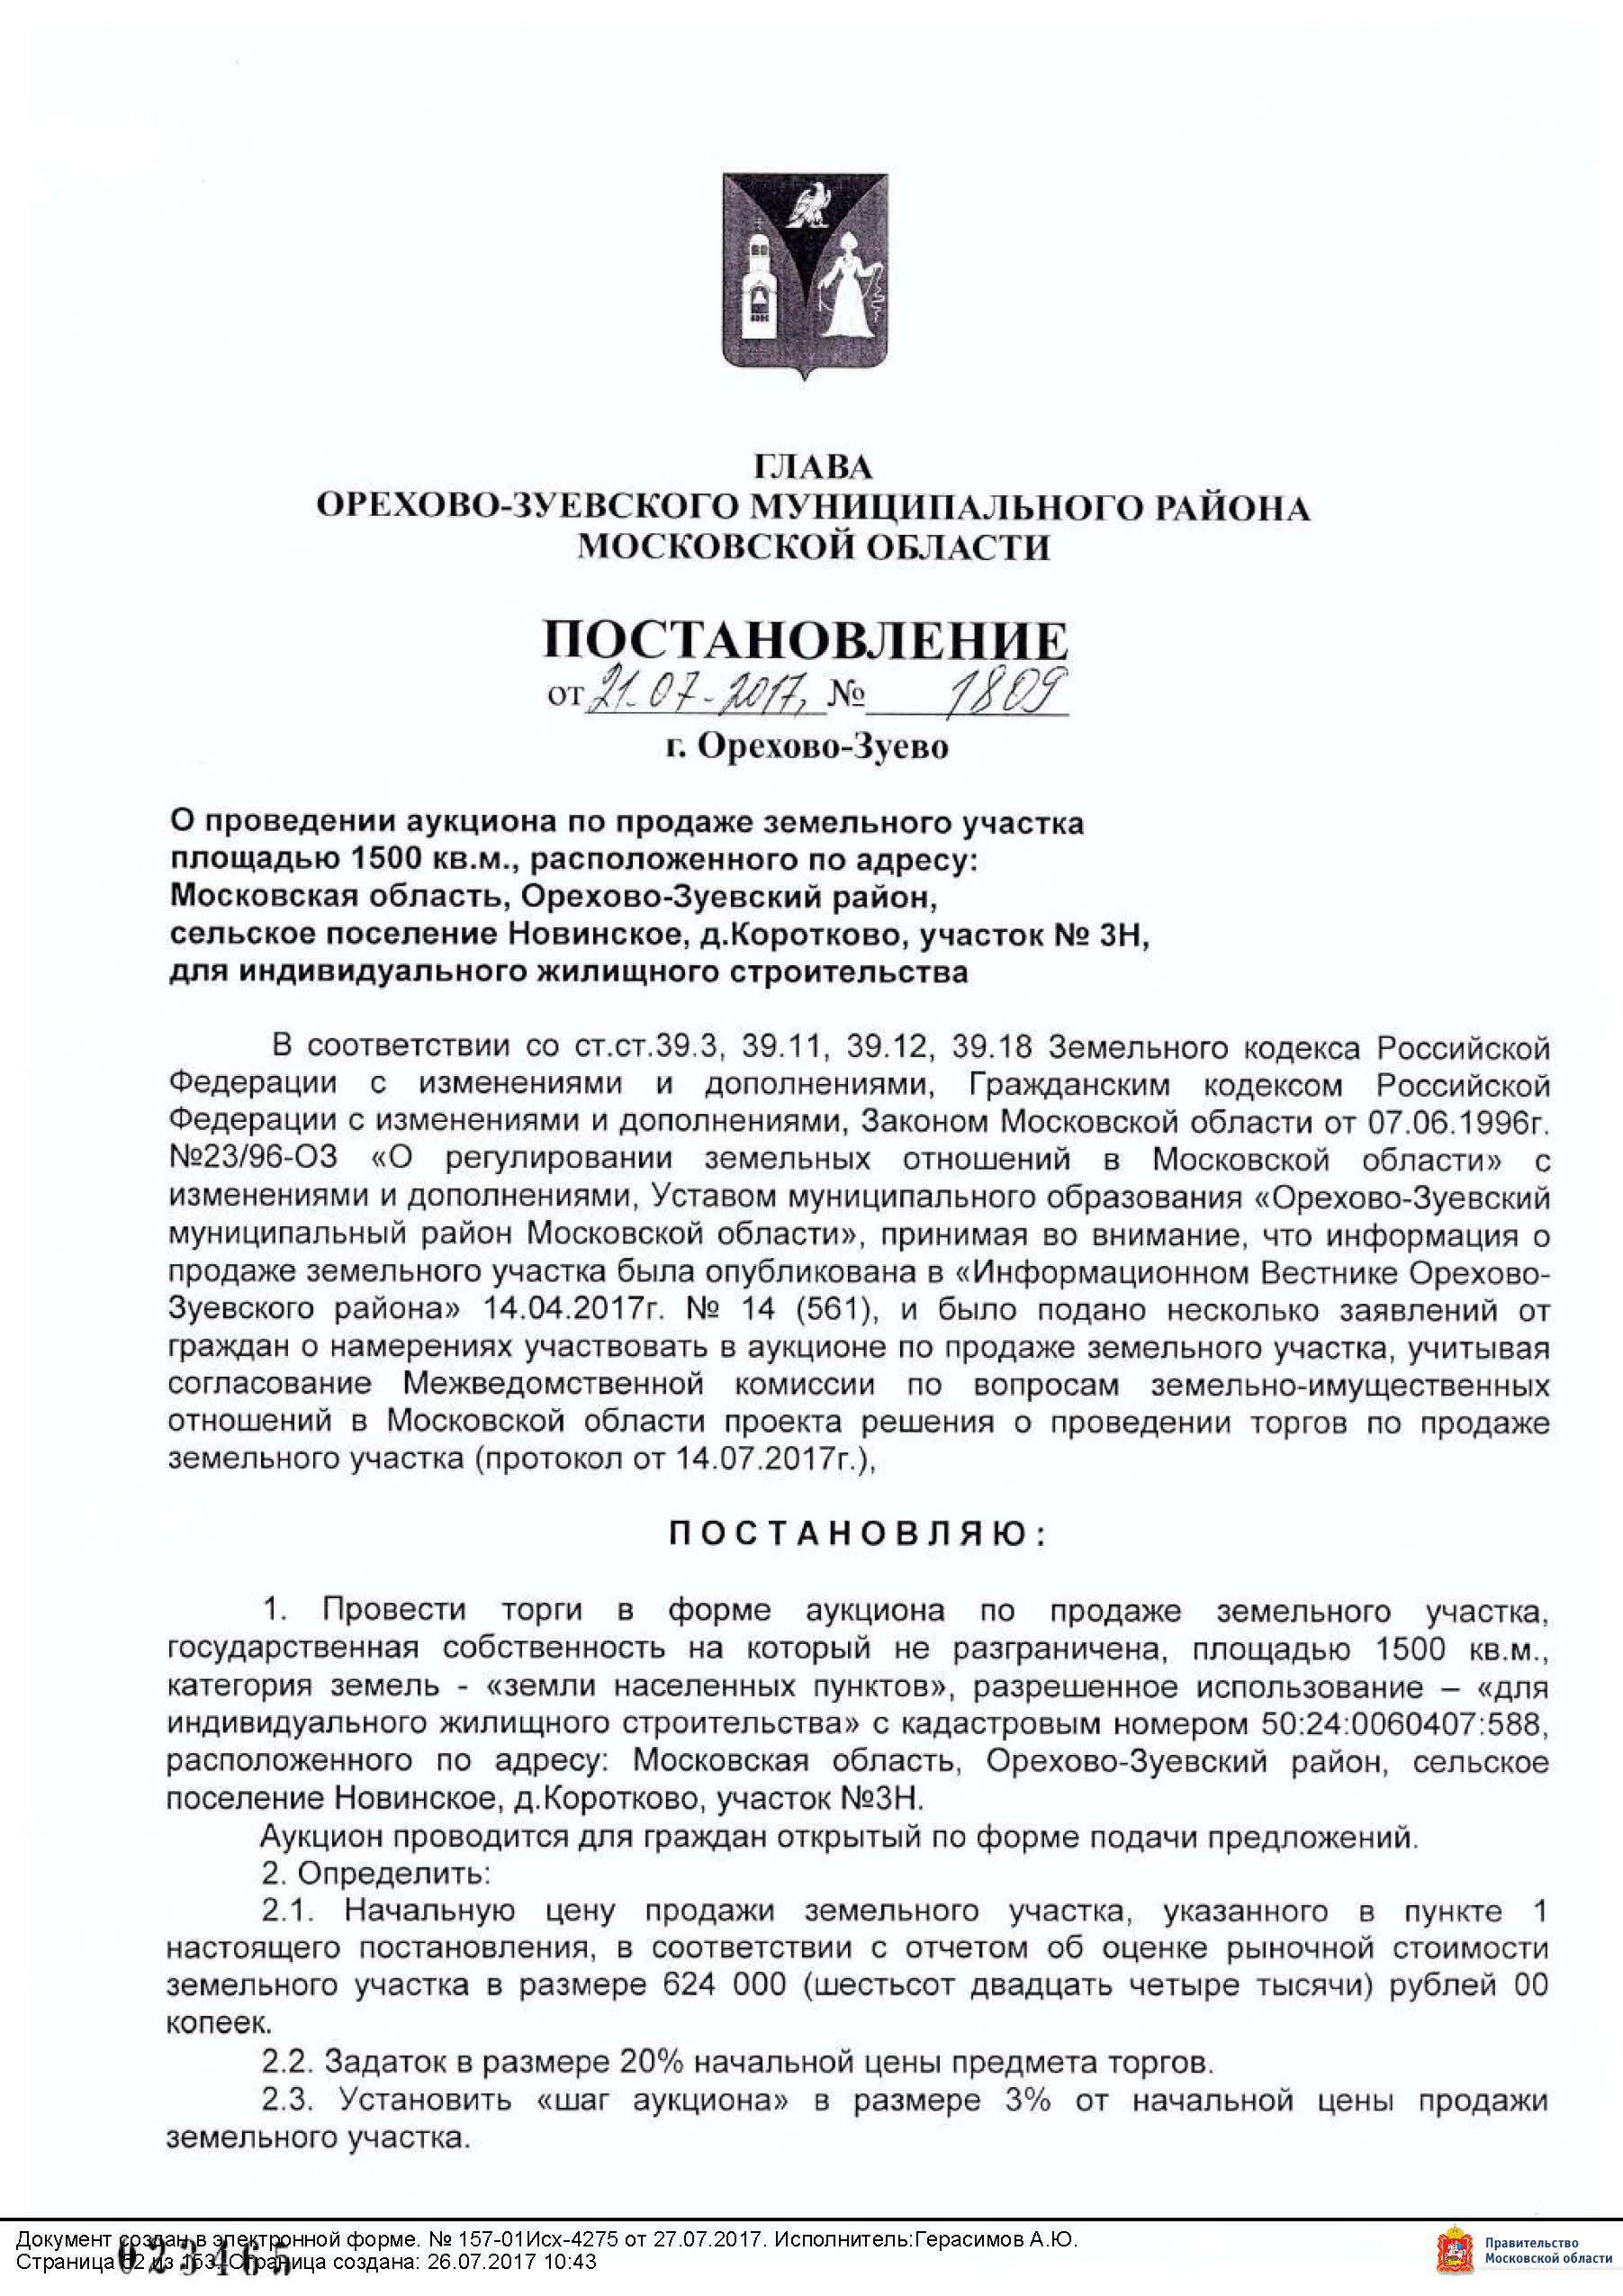 ГЛАВА
ОРЕХОВО-ЗУЕВСКОГО МУНИЦИПАЛЬНОГО РАЙОНА
МОСКОВСКОЙ ОБЛАСТИ
ПОСТАНОВЛЕНИЕ
от 21.07-2017, № 1809
г. Орехово-Зуево
О проведении аукциона по продаже земельного участка
площадью 1500 кв.м., расположенного по адресу:
Московская область, Орехово-Зуевский район,
сельское поселение Новинское, д.Коротково, участок № 3Н,
для индивидуального жилищного строительства
В соответствии со ст.ст.39.3, 39.11, 39.12, 39.18 Земельного кодекса Российской
Федерации с изменениями и дополнениями, Гражданским кодексом Российской
Федерации с изменениями и дополнениями, Законом Московской области от 07.06.1996г.
№23/96-ОЗ «О регулировании земельных отношений в Московской области» с
изменениями и дополнениями, Уставом муниципального образования «Орехово-Зуевский
муниципальный район Московской области», принимая во внимание, что информация о
продаже земельного участка была опубликована в «Информационном Вестнике Орехово-
Зуевского района» 14.04.2017г. № 14 (561), и было подано несколько заявлений от
граждан о намерениях участвовать в аукционе по продаже земельного участка, учитывая
согласование Межведомственной комиссии по вопросам земельно-имущественных
отношений в Московской области проекта решения о проведении торгов по продаже
земельного участка (протокол от 14.07.2017г.),
П О С Т А Н О В Л Я Ю :
1. Провести торги в форме аукциона по продаже земельного участка,
государственная собственность на который не разграничена, площадью 1500 кв.м.,
категория земель - «земли населенных пунктов», разрешенное использование – «для
индивидуального жилищного строительства» с кадастровым номером 50:24:0060407:588,
расположенного по адресу: Московская область, Орехово-Зуевский район, сельское
поселение Новинское, д.Коротково, участок №3Н.
Аукцион проводится для граждан открытый по форме подачи предложений.
2. Определить:
2.1. Начальную цену продажи земельного участка, указанного в пункте 1
настоящего постановления, в соответствии с отчетом об оценке рыночной стоимости
земельного участка в размере 624 000 (шестьсот двадцать четыре тысячи) рублей 00
копеек.
2.2. Задаток в размере 20% начальной цены предмета торгов.
2.3. Установить «шаг аукциона» в размере 3% от начальной цены продажи
земельного участка.
Документ создан в электронной форме. № 157-01Исх-4275 от 27.07.2017. Исполнитель:Герасимов А.Ю.
Страница 62 из 153. Страница создана: 26.07.2017 10:43
023465
Правительство
Московской области